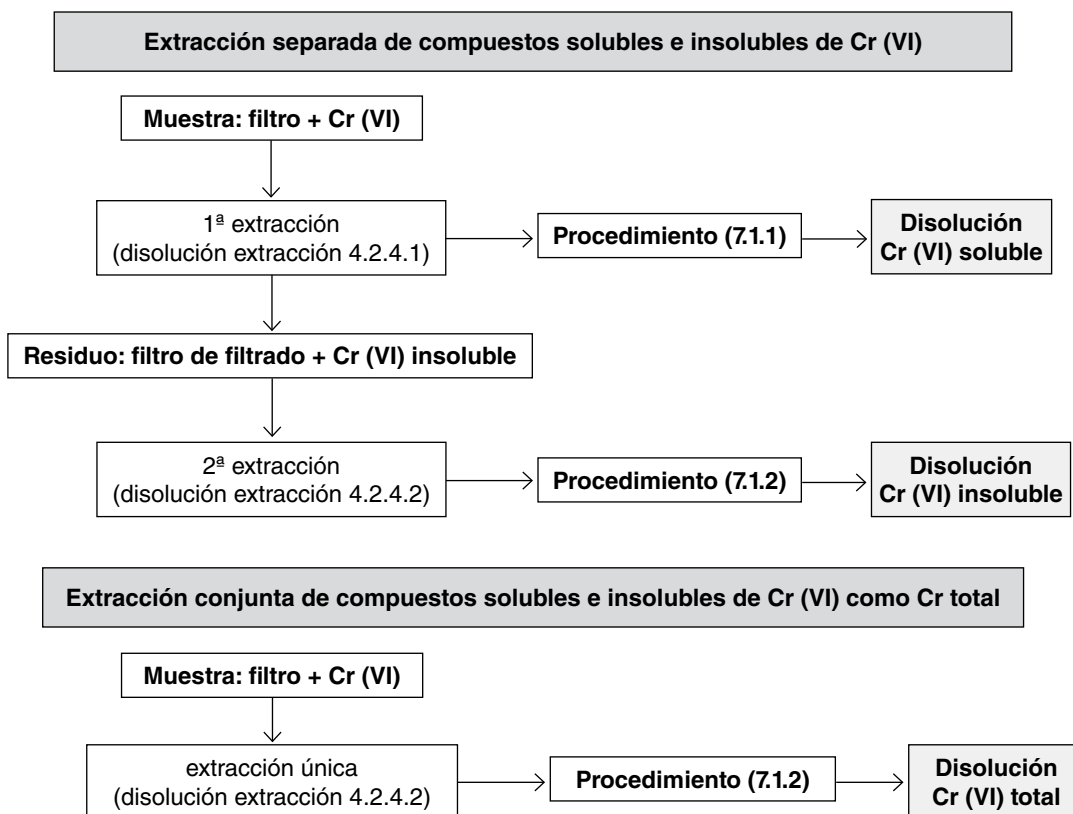 Extracción separada de compuestos solubles e insolubles de Cr (VI)
Muestra: filtro + Cr (VI)
1ª extracción
(disolución extracción 4.2.4.1)
Procedimiento (7.1.1)
Disolución
Cr (VI) soluble
Residuo: filtro de filtrado + Cr (VI) insoluble
2ª extracción
(disolución extracción 4.2.4.2)
Procedimiento (7.1.2)
Disolución
Cr (VI) insoluble
Extracción conjunta de compuestos solubles e insolubles de Cr (VI) como Cr total
Muestra: filtro + Cr (VI)
extracción única
(disolución extracción 4.2.4.2)
Procedimiento (7.1.2)
Disolución
Cr (VI) total